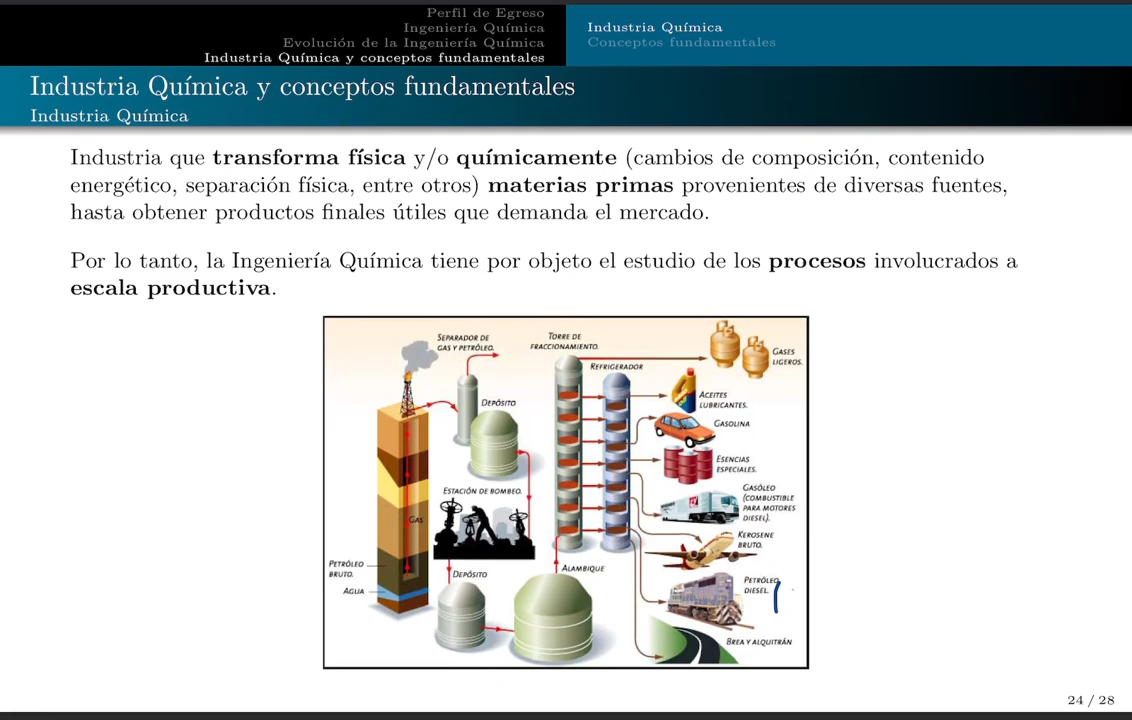 Perfil de Egreso
Ingeniería Química
Evolución de la Ingeniería Química
Industria Química y conceptos fundamentales
Industria Química
Conceptos fundamentales
Industria Química y conceptos fundamentales
Industria Química
Industria que transforma física y/o químicamente (cambios de composición, contenido
energético, separación física, entre otros) materias primas provenientes de diversas fuentes,
hasta obtener productos finales útiles que demanda el mercado.
Por lo tanto, la Ingeniería Química tiene por objeto el estudio de los procesos involucrados a
escala productiva.
SEPARADOR DE
GAS Y PETRÓLEO.
TORRE DE
FRACCIONAMIENTO.
REFRIGERADOR
GASES
LIGEROS.
DEPÓSITO
ACEITES
LUBRICANTES.
GASOLINA
ESENCIAS
ESPECIALES.
ESTACIÓN DE BOMBEO.
GASÓLEO
(COMBUSTIBLE
PARA MOTORES
DIESEL).
GAS
KEROSENE
BRUTO.
PETRÓLEO
BRUTO.
AGUA
DEPÓSITO
ALAMBIQUE
PETRÓLEO
DIESEL.
BREA Y ALQUITRÁN
24 / 28